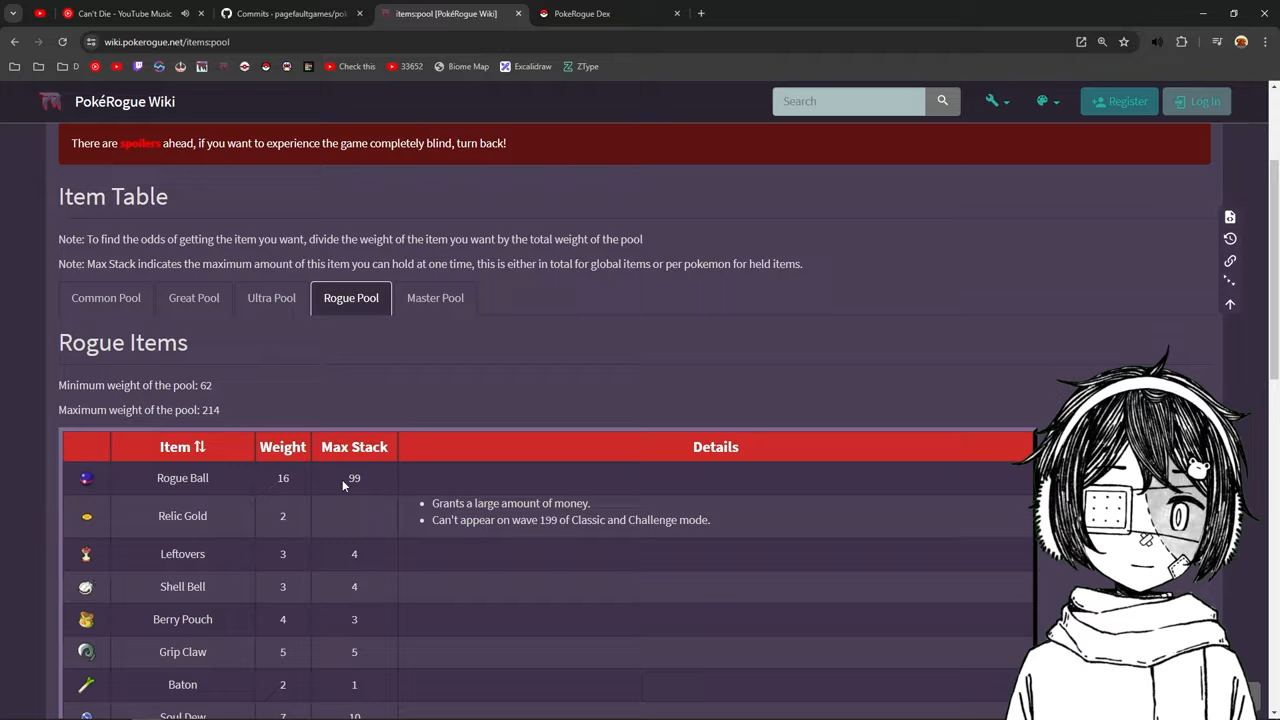 Can't Die - YouTube Music
Commits - pagefaultgames/pok
items:pool [PokéRogue Wiki]
PokéRogue Dex
wiki.pokerogue.net/items:pool
D
Check this
33652
Biome Map
Excalidraw
ZType
PokéRogue Wiki
Search
Register
Log In
There are spoilers ahead, if you want to experience the game completely blind, turn back!
Item Table
Note: To find the odds of getting the item you want, divide the weight of the item you want by the total weight of the pool
Note: Max Stack indicates the maximum amount of this item you can hold at one time, this is either in total for global items or per pokemon for held items.
Common Pool Great Pool Ultra Pool Rogue Pool Master Pool
Rogue Items
Minimum weight of the pool: 62
Maximum weight of the pool: 214
Item Weight Max Stack Details
Rogue Ball 16 99
Relic Gold 2
Grants a large amount of money.
Can't appear on wave 199 of Classic and Challenge mode.
Leftovers 3 4
Shell Bell 3 4
Berry Pouch 4 3
Grip Claw 5 5
Baton 2 1
Soul Dew 7 10